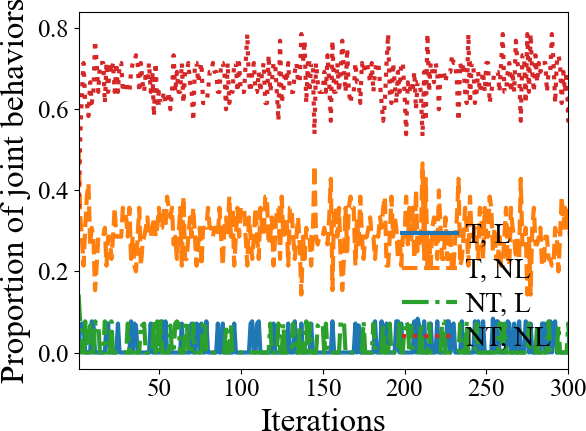 Proportion of joint behaviors
0.8
0.6
0.4
0.2
0.0
T, L
T, NL
NT, L
NT, NL
50
100
150
200
250
300
Iterations